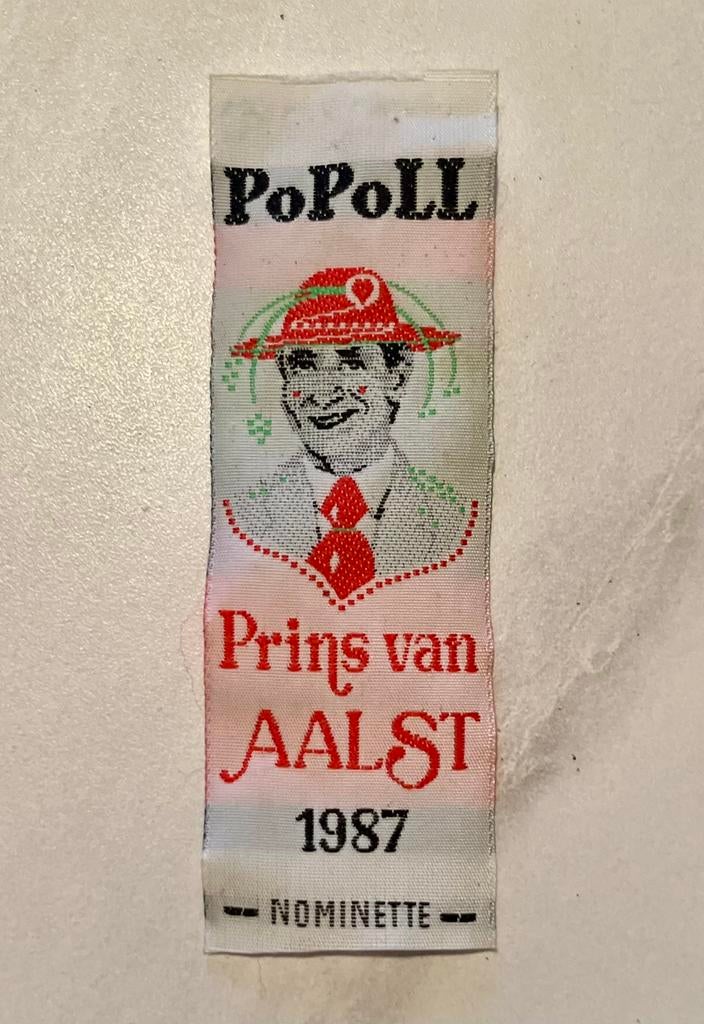 PoPoLL
Prins van
AALST
1987
NOMINETTE